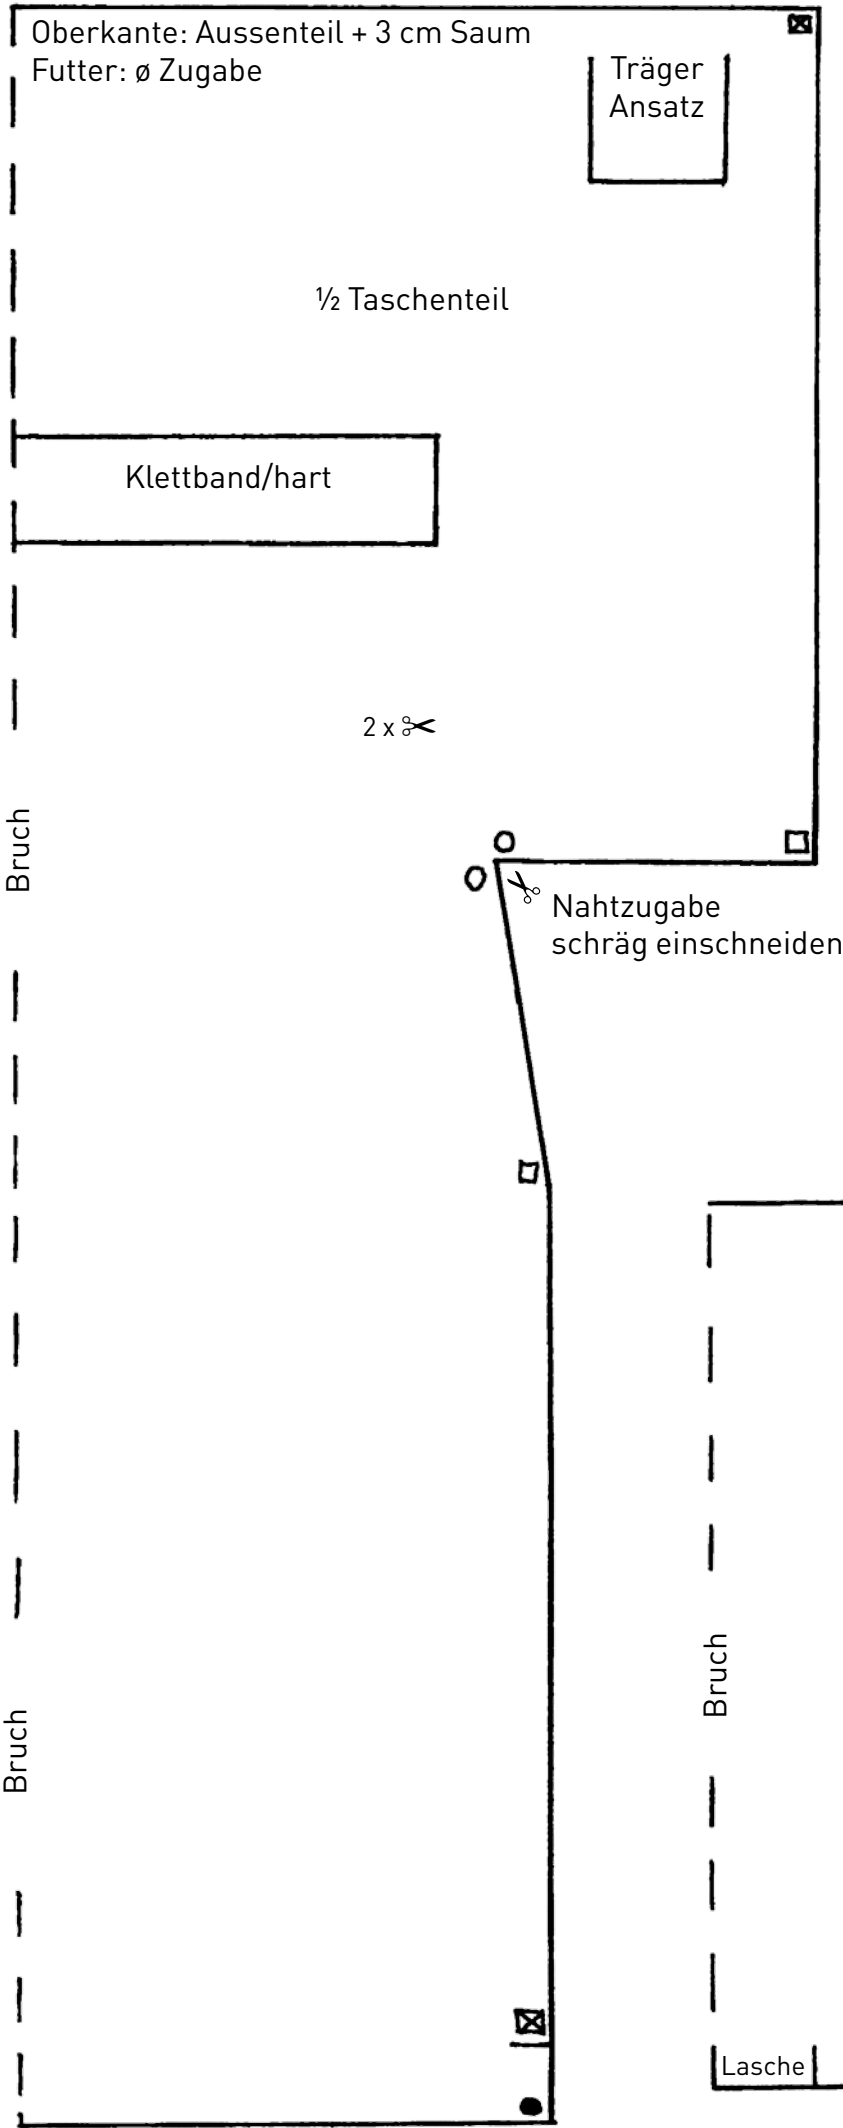 Oberkante: Aussenteil + 3 cm Saum
Futter: ø Zugabe
Träger
Ansatz
½ Taschenteil
Klettband/hart
2 x
Bruch
Nahtzugabe
schräg einschneiden
Bruch
Bruch
Lasche